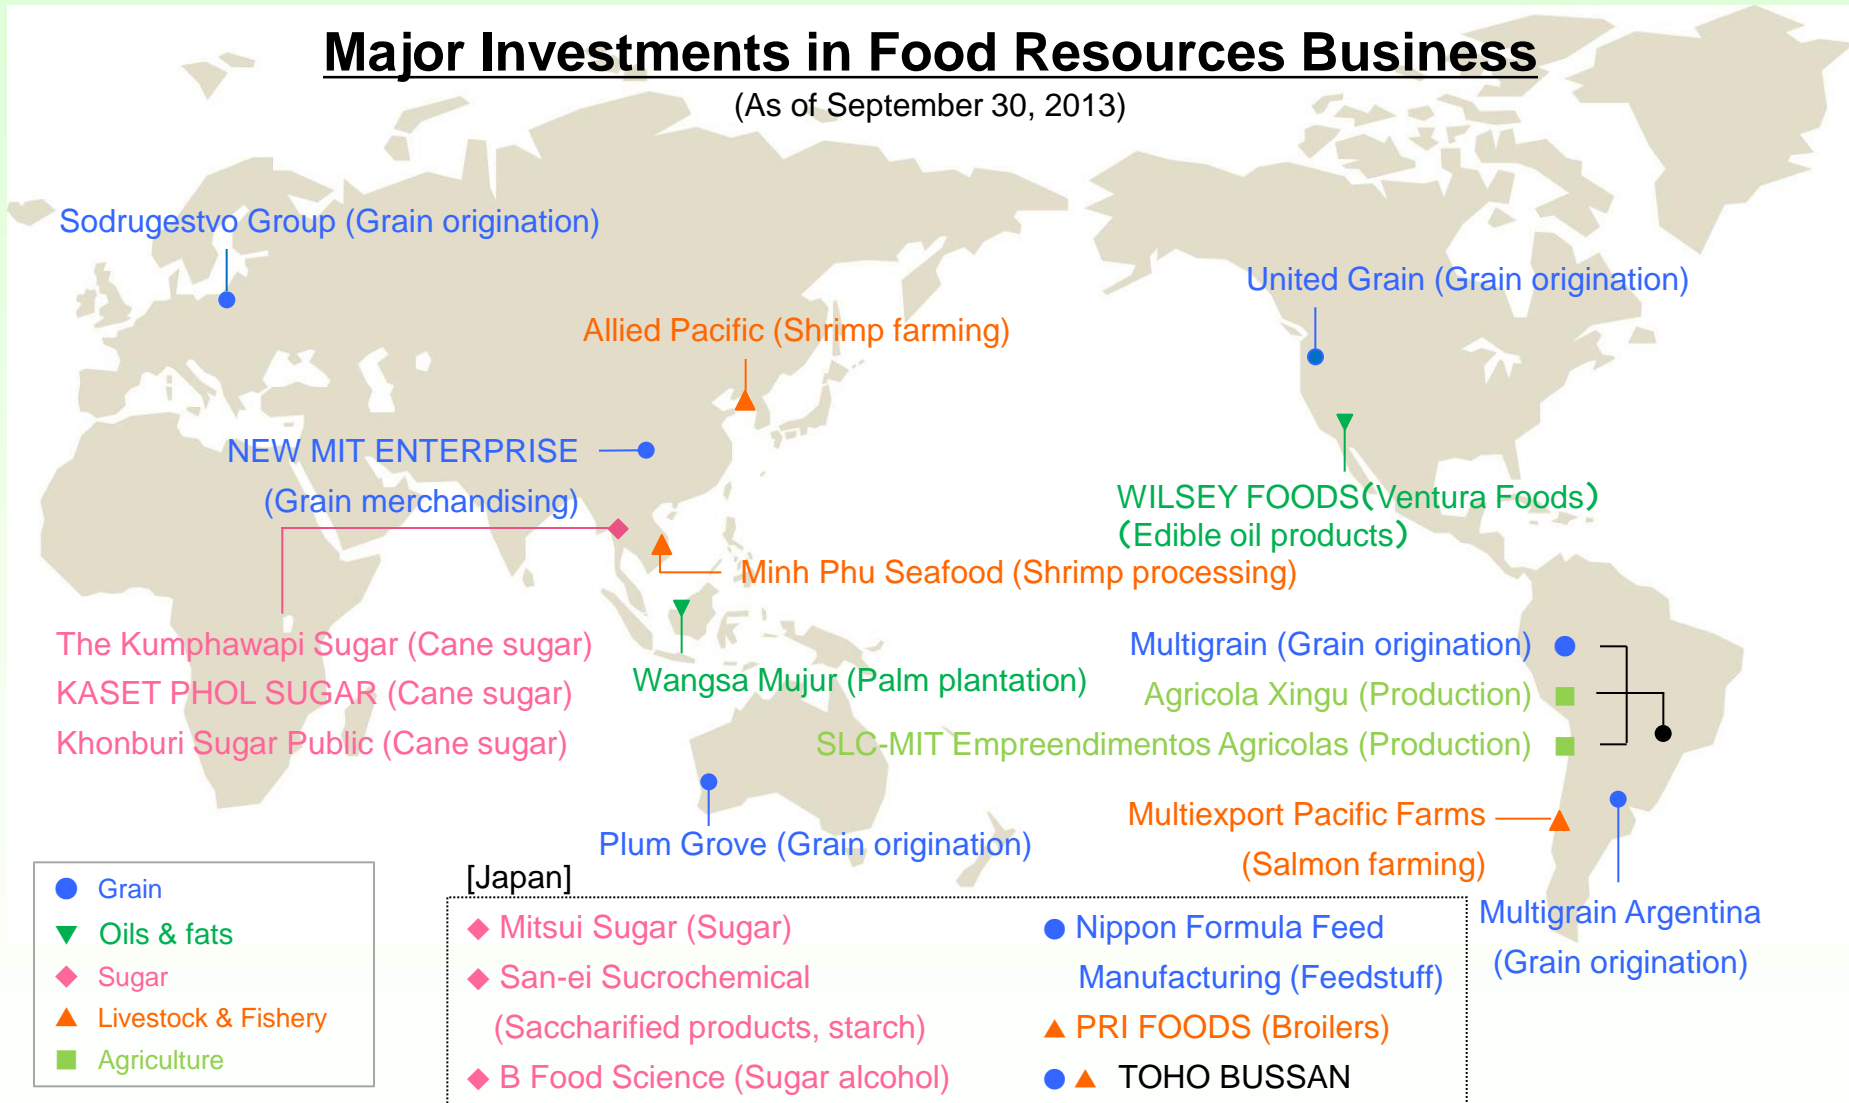 Major Investments in Food Resources Business
(As of September 30, 2013)
Sodrugestvo Group (Grain origination)
United Grain (Grain origination)
Allied Pacific (Shrimp farming)
NEW MIT ENTERPRISE
(Grain merchandising)
WILSEY FOODS(Ventura Foods)
(Edible oil products)
Minh Phu Seafood (Shrimp processing)
The Kumphawapi Sugar (Cane sugar)
KASET PHOL SUGAR (Cane sugar)
Khonburi Sugar Public (Cane sugar)
Wangsa Mujur (Palm plantation)
Multigrain (Grain origination)
Agricola Xingu (Production)
SLC-MIT Empreendimentos Agricolas (Production)
Plum Grove (Grain origination)
Multiexport Pacific Farms
(Salmon farming)
Multigrain Argentina
(Grain origination)
Grain
Oils & fats
Sugar
Livestock & Fishery
Agriculture
[Japan]
Mitsui Sugar (Sugar)
San-ei Sucrochemical
(Saccharified products, starch)
B Food Science (Sugar alcohol)
Nippon Formula Feed
Manufacturing (Feedstuff)
PRI FOODS (Broilers)
TOHO BUSSAN